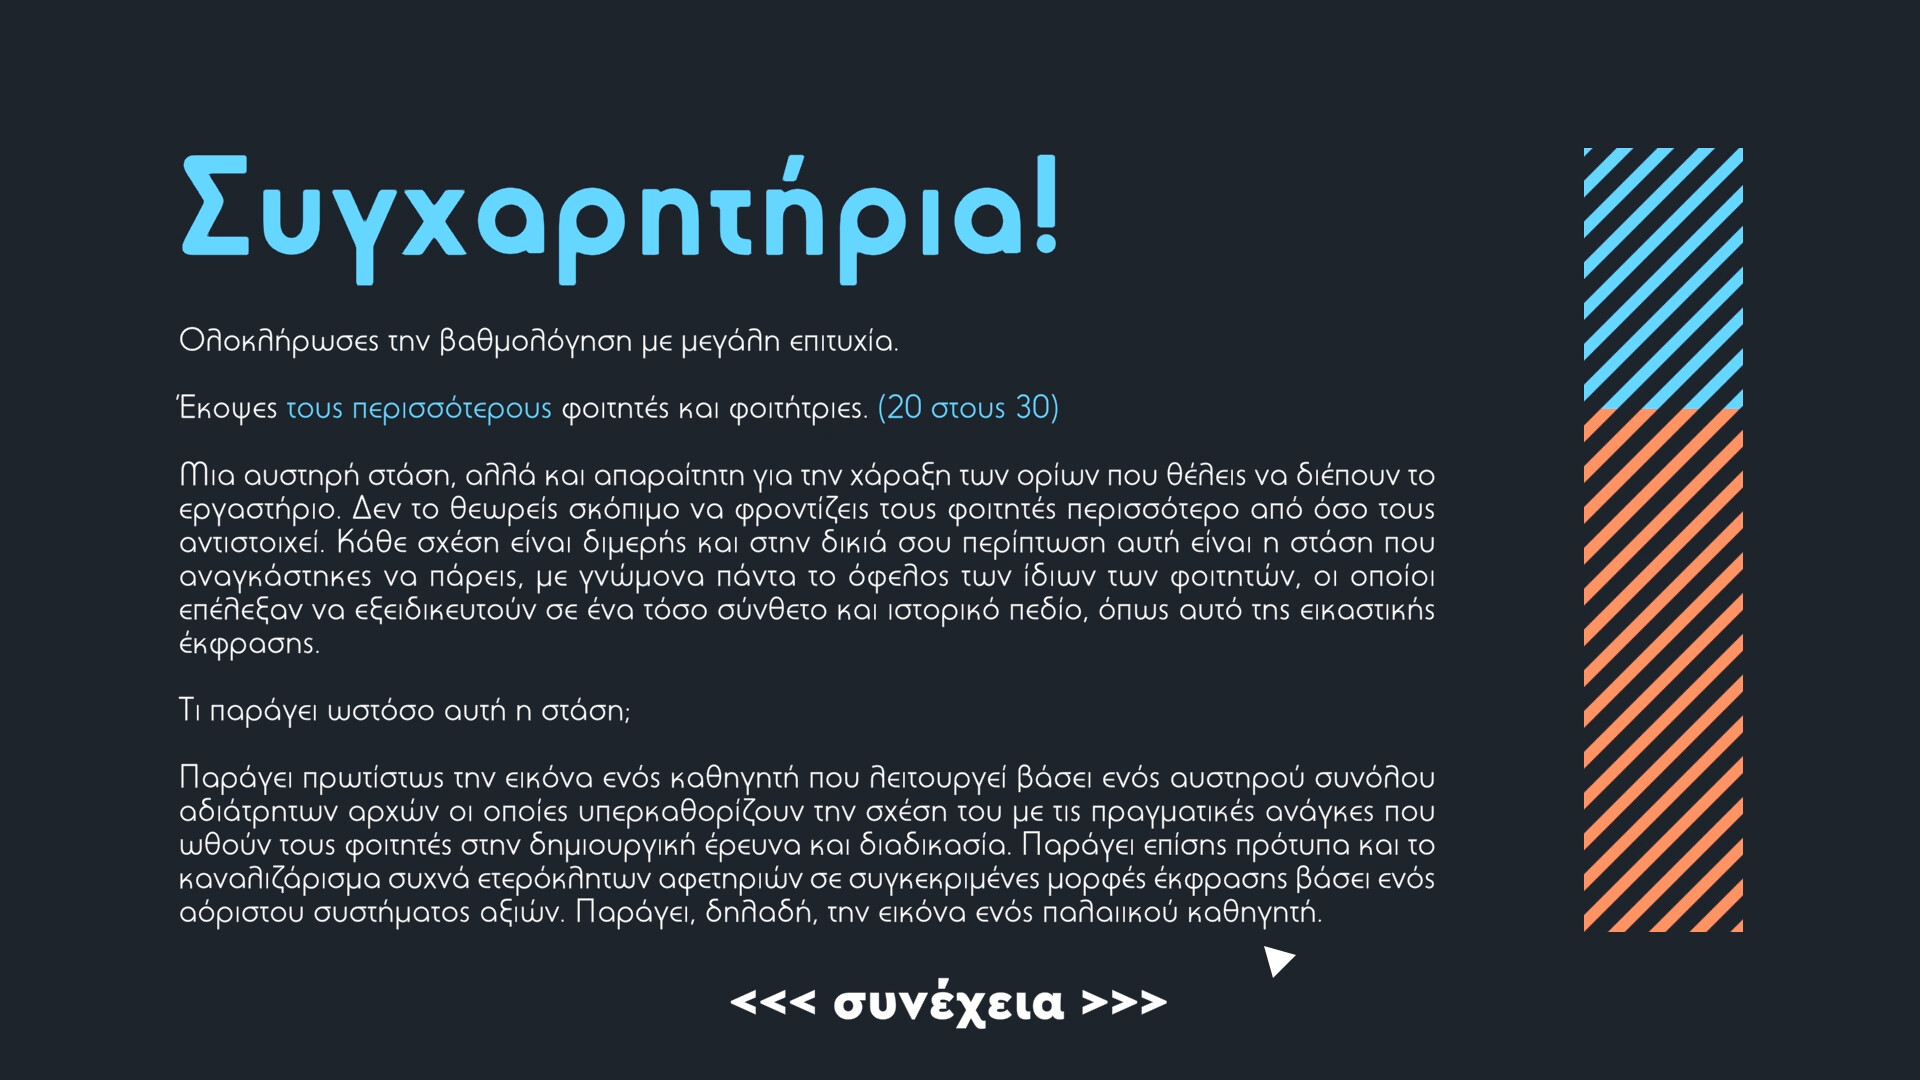 Συγχαρητήρια!
Ολοκλήρωσες την βαθμολόγηση με μεγάλη επιτυχία.
Έκοψες τους περισσότερους φοιτητές και φοιτήτριες. (20 στους 30)
Μια αυστηρή στάση, αλλά και απαραίτητη για την χάραξη των ορίων που θέλεις να διέπουν το
εργαστήριο. Δεν το θεωρείς σκόπιμο να φροντίζεις τους φοιτητές περισσότερο από όσο τους
αντιστοιχεί. Κάθε σχέση είναι διμερής και στην δικιά σου περίπτωση αυτή είναι η στάση που
αναγκάστηκες να πάρεις, με γνώμονα πάντα το όφελος των ίδιων των φοιτητών, οι οποίοι
επέλεξαν να εξειδικευτούν σε ένα τόσο σύνθετο και ιστορικό πεδίο, όπως αυτό της εικαστικής
έκφρασης.
Τι παράγει ωστόσο αυτή η στάση;
Παράγει πρωτίστως την εικόνα ενός καθηγητή που λειτουργεί βάσει ενός αυστηρού συνόλου
αδιάτρητων αρχών οι οποίες υπερκαθορίζουν την σχέση του με τις πραγματικές ανάγκες που
ωθούν τους φοιτητές στην δημιουργική έρευνα και διαδικασία. Παράγει επίσης πρότυπα και το
καναλιζάρισμα συχνά ετερόκλητων αφετηριών σε συγκεκριμένες μορφές έκφρασης βάσει ενός
αόριστου συστήματος αξιών. Παράγει, δηλαδή, την εικόνα ενός παλαιικού καθηγητή.
<<< συνέχεια >>>